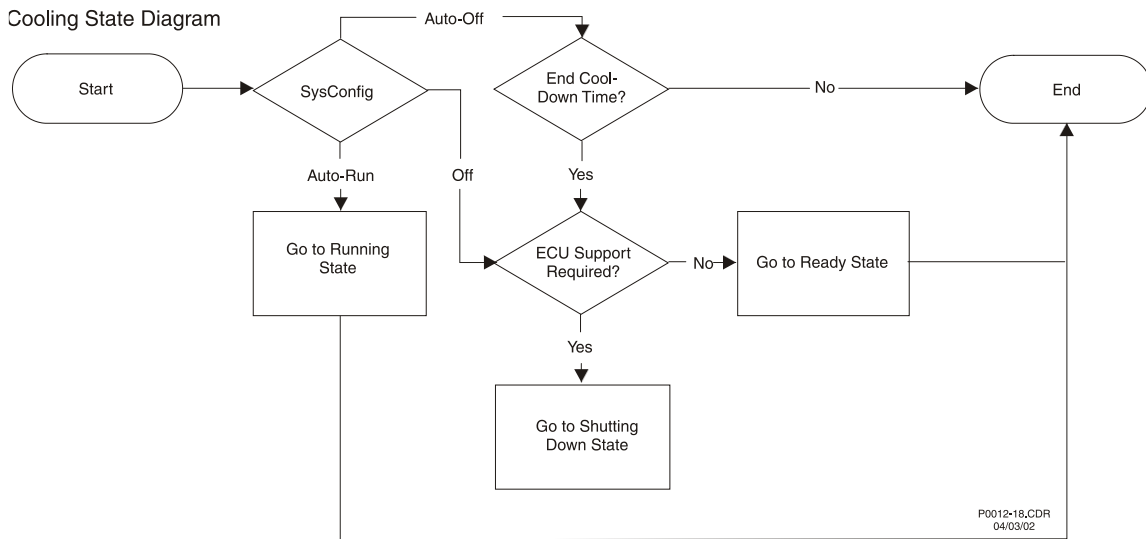 Cooling State Diagram
Auto-Off
Start
SysConfig
End Cool-
Down Time?
No
End
Auto-Run
Off
Yes
Go to Running
State
ECU Support
Required?
No
Go to Ready State
Yes
Go to Shutting
Down State
P0012-18.CDR
04/03/02